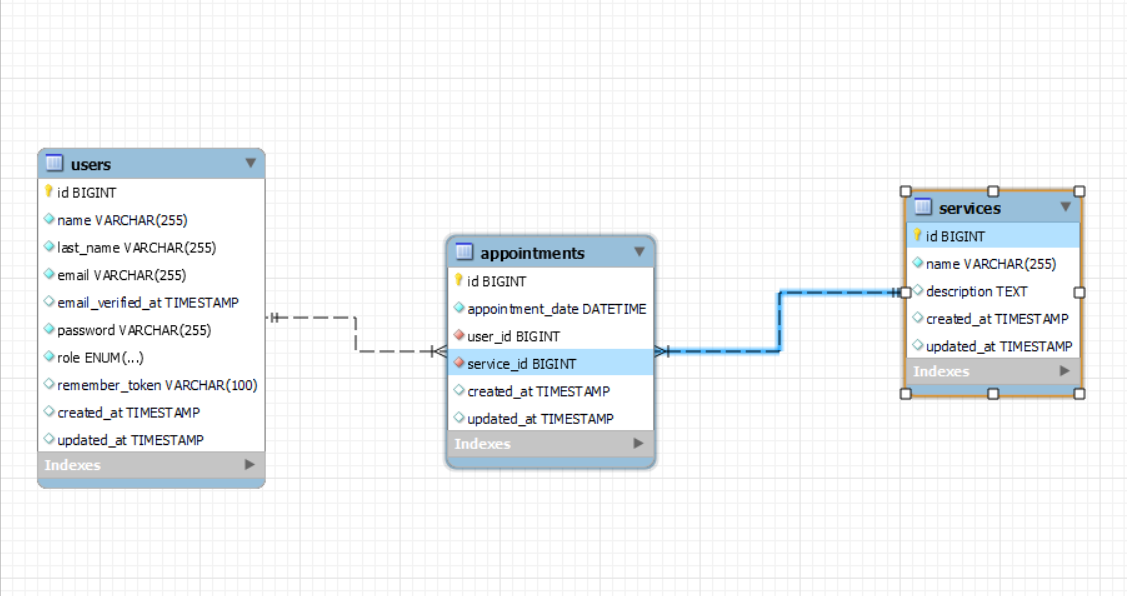 users
id BIGINT
name VARCHAR(255)
last_name VARCHAR(255)
email VARCHAR(255)
email_verified_at TIMESTAMP
password VARCHAR(255)
role ENUM(...)
remember_token VARCHAR(100)
created_at TIMESTAMP
updated_at TIMESTAMP
Indexes
appointments
id BIGINT
appointment_date DATETIME
user_id BIGINT
service_id BIGINT
created_at TIMESTAMP
updated_at TIMESTAMP
Indexes
services
id BIGINT
name VARCHAR(255)
description TEXT
created_at TIMESTAMP
updated_at TIMESTAMP
Indexes